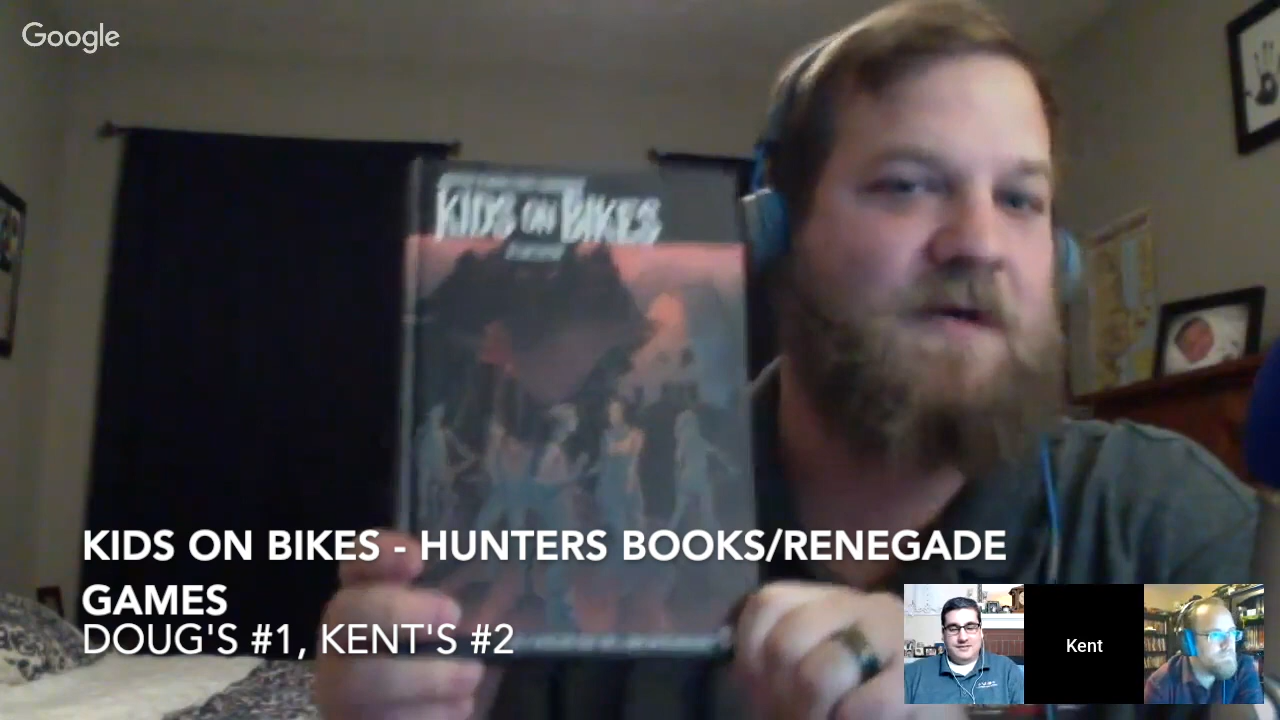 Google
KIDS ON BIKES
KIDS ON BIKES - HUNTERS BOOKS/RENEGADE
GAMES
DOUG'S #1, KENT'S #2
Kent